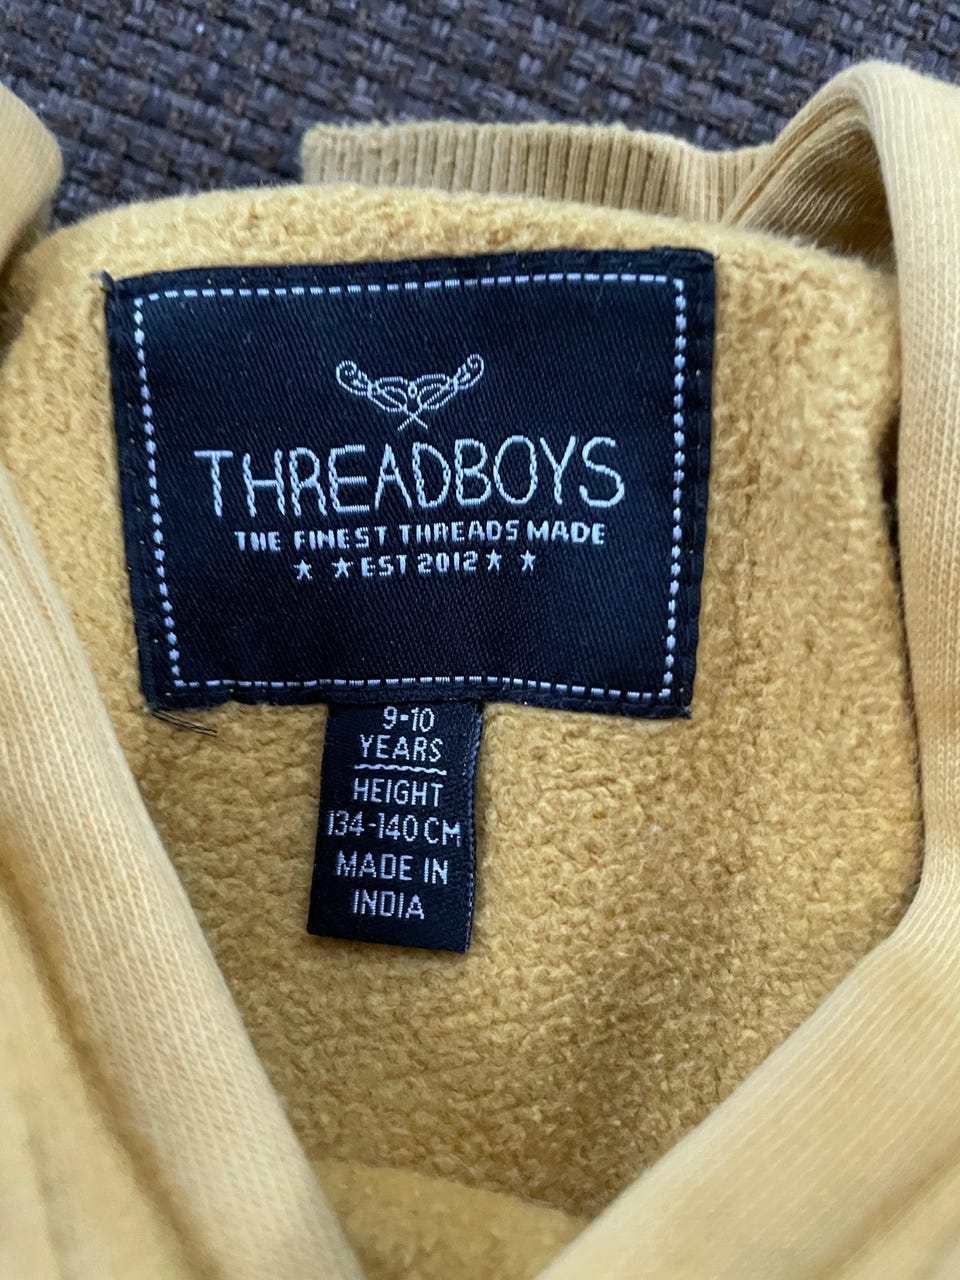 THREADBOYS
THE FINEST THREADS MADE
★ ★ EST 2012 ★ ★
9-10
YEARS
HEIGHT
134-140 CM
MADE IN
INDIA